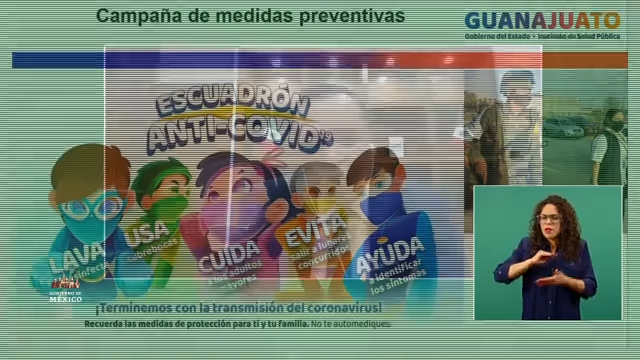 Campaña de medidas preventivas
GUANAJUATO
Gobierno del Estado • Instituto de Salud Pública
ESCUADRÓN
ANTI-COVID'19
LAVA
USA
cubrebocas
CUIDA
a los adultos
mayores
EVITA
salir a lugares
concurridos
AYUDA
a identificar
los síntomas
GOBIERNO DE
MÉXICO
¡Terminemos con la transmisión del coronavirus!
Recuerda las medidas de protección para ti y tu familia. No te automediques.